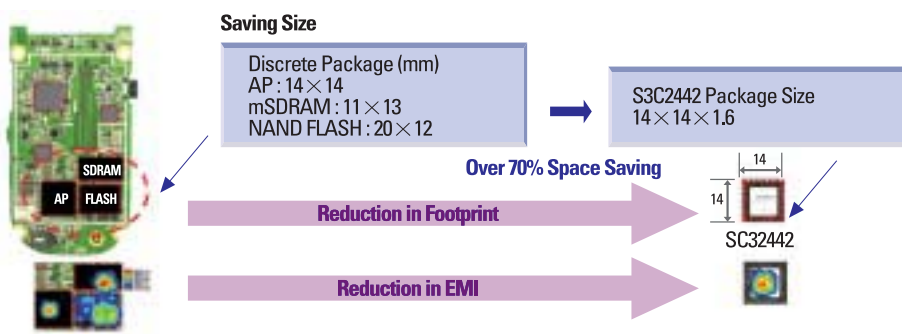 Saving Size
Discrete Package (mm)
AP : 14×14
mSDRAM : 11×13
NAND FLASH : 20×12
S3C2442 Package Size
14×14×1.6
Over 70% Space Saving
SDRAM
AP FLASH
Reduction in Footprint
14
14
SC32442
Reduction in EMI